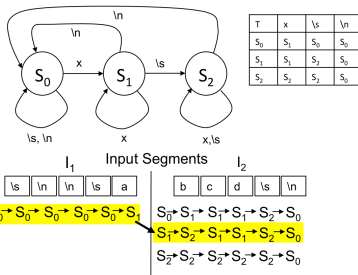 \n
\n
x
\s
S₀
S₁
S₂
\s, \n
x
x,\s
T x \s \n
S₀ S₁ S₀ S₀
S₁ S₁ S₂ S₀
S₂ S₂ S₂ S₀
I₁ Input Segments I₂
\s \n \n \s a
b c d \s \n
₀→S₀→S₀→S₀→S₀→S₁
S₀→S₁→S₁→S₁→S₂→S₀
S₁→S₂→S₁→S₁→S₂→S₀
S₂→S₂→S₂→S₂→S₂→S₀